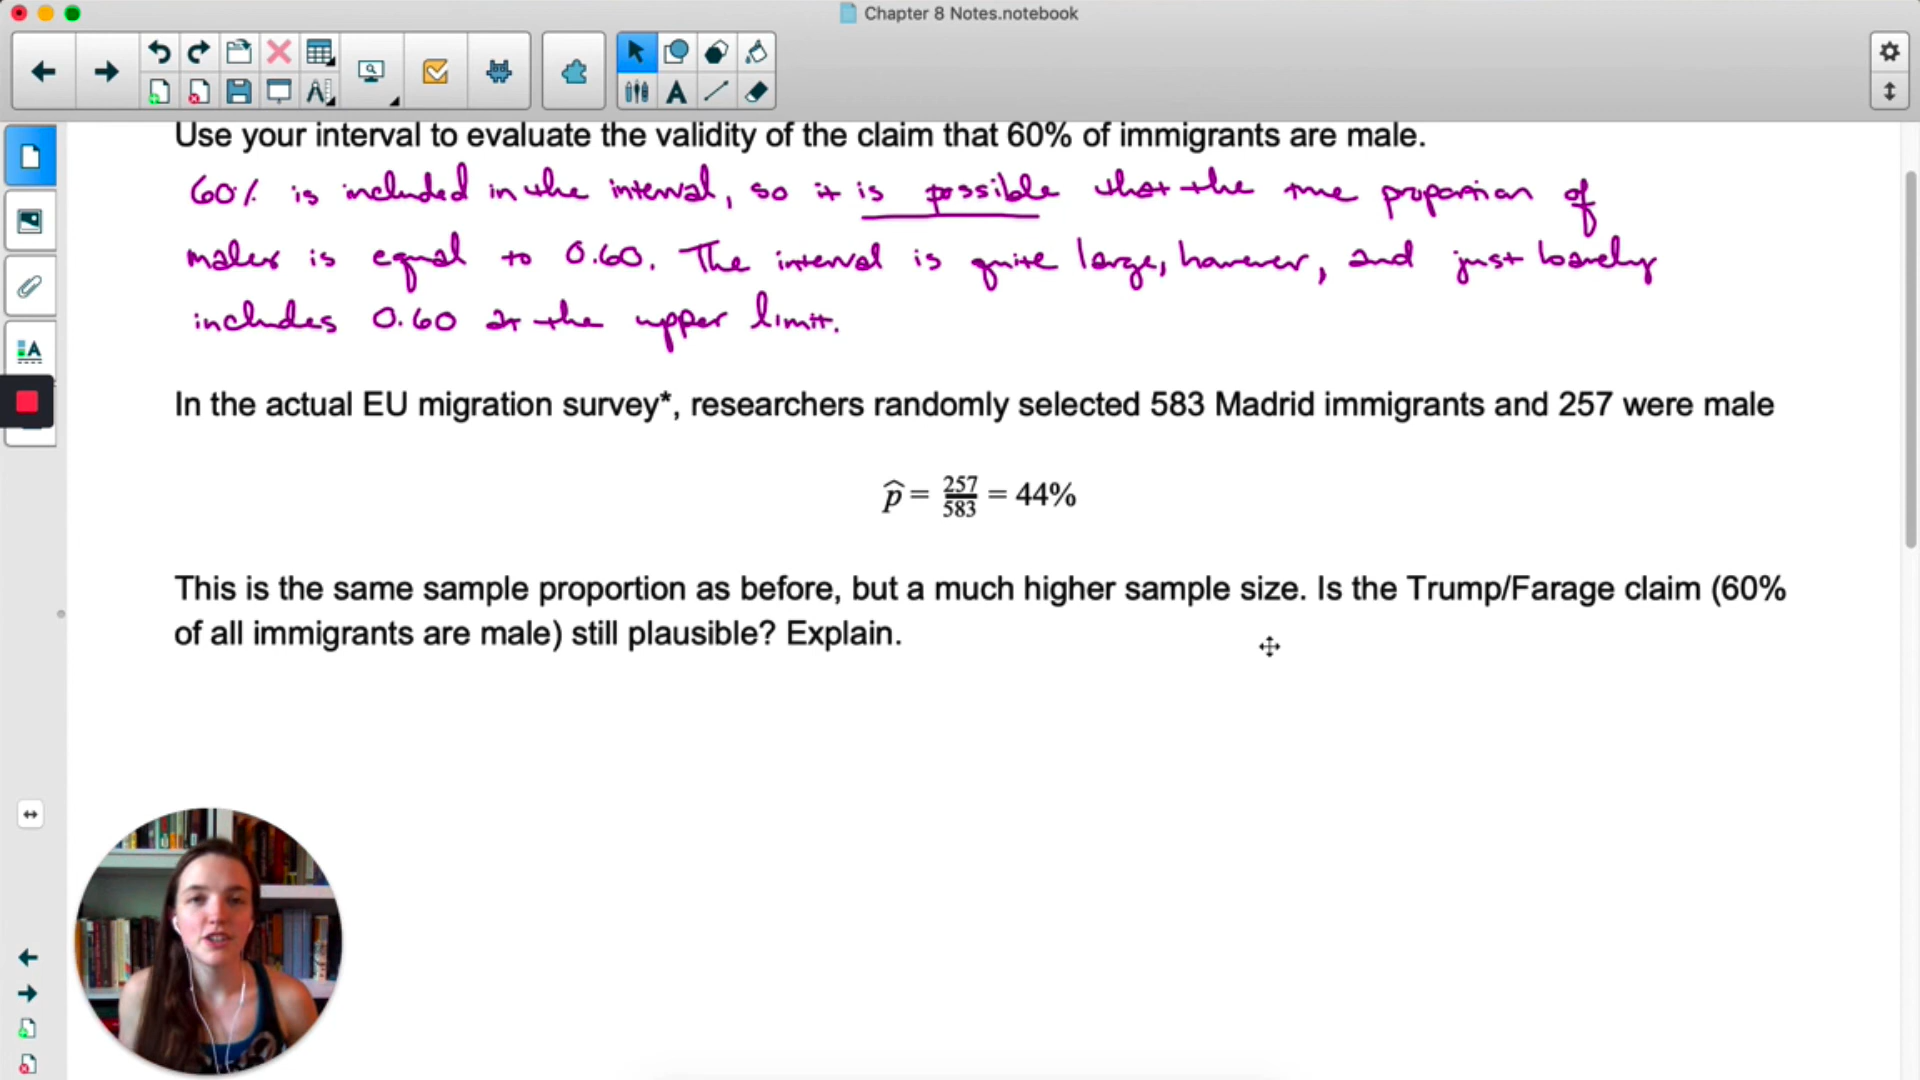 Chapter 8 Notes.notebook
Use your interval to evaluate the validity of the claim that 60% of immigrants are male.
60% is included in the interval, so it is possible that the true proportion of
males is equal to 0.60. The interval is quite large, however, and just barely
includes 0.60 at the upper limit.
In the actual EU migration survey*, researchers randomly selected 583 Madrid immigrants and 257 were male
p̂ = 257/583 = 44%
This is the same sample proportion as before, but a much higher sample size. Is the Trump/Farage claim (60%
of all immigrants are male) still plausible? Explain.